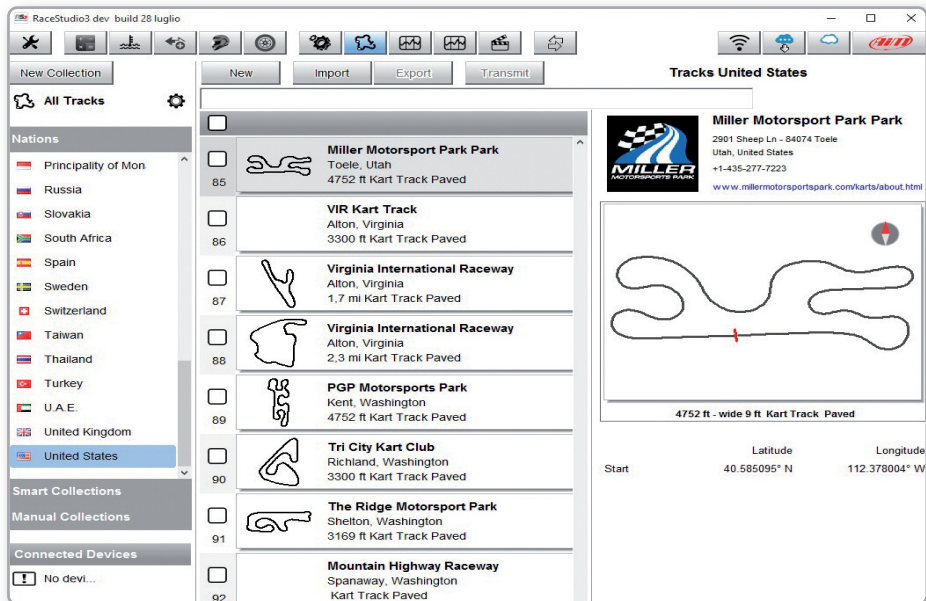 RaceStudio3 dev build 28 luglio
New Collection
New
Import
Export
Transmit
Tracks United States
All Tracks
Nations
Principality of Mon
Russia
Slovakia
South Africa
Spain
Sweden
Switzerland
Taiwan
Thailand
Turkey
U.A.E.
United Kingdom
United States
Smart Collections
Manual Collections
Connected Devices
No devi...
85
Miller Motorsport Park Park
Toele, Utah
4752 ft Kart Track Paved
86
VIR Kart Track
Alton, Virginia
3300 ft Kart Track Paved
87
Virginia International Raceway
Alton, Virginia
1,7 mi Kart Track Paved
88
Virginia International Raceway
Alton, Virginia
2,3 mi Kart Track Paved
89
PGP Motorsports Park
Kent, Washington
4752 ft Kart Track Paved
90
Tri City Kart Club
Richland, Washington
3300 ft Kart Track Paved
91
The Ridge Motorsport Park
Shelton, Washington
3169 ft Kart Track Paved
92
Mountain Highway Raceway
Spanaway, Washington
Kart Track Paved
MILLER
MOTORSPORTS PARK
Miller Motorsport Park Park
2901 Sheep Ln - 84074 Toele
Utah, United States
+1-435-277-7223
www.millermotorsportspark.com/karts/about.html
4752 ft - wide 9 ft Kart Track Paved
Latitude Longitude
Start 40.585095° N 112.378004° W